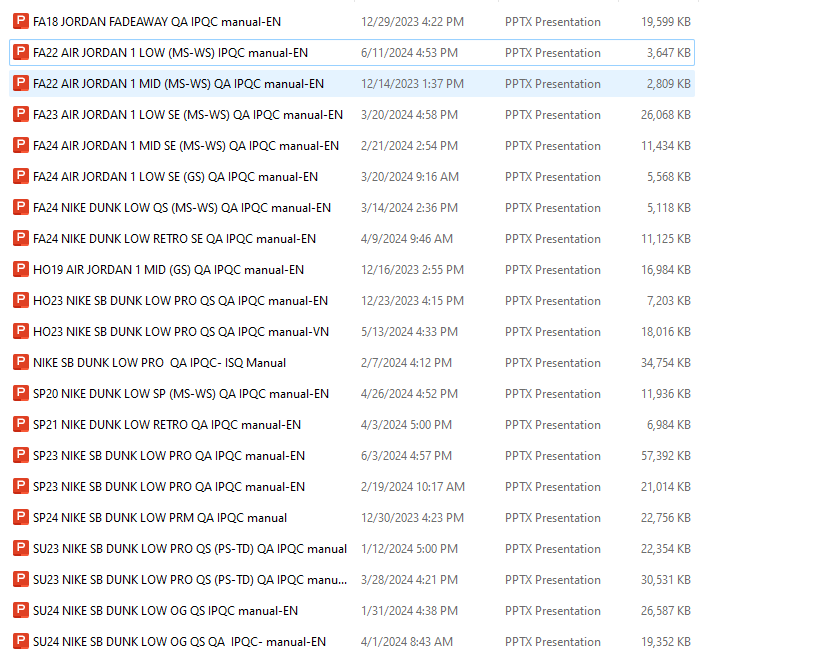 FA18 JORDAN FADEAWAY QA IPQC manual-EN 12/29/2023 4:22 PM PPTX Presentation 19,599 KB
FA22 AIR JORDAN 1 LOW (MS-WS) IPQC manual-EN 6/11/2024 4:53 PM PPTX Presentation 3,647 KB
FA22 AIR JORDAN 1 MID (MS-WS) QA IPQC manual-EN 12/14/2023 1:37 PM PPTX Presentation 2,809 KB
FA23 AIR JORDAN 1 LOW SE (MS-WS) QA IPQC manual-EN 3/20/2024 4:58 PM PPTX Presentation 26,068 KB
FA24 AIR JORDAN 1 MID SE (MS-WS) QA IPQC manual-EN 2/21/2024 2:54 PM PPTX Presentation 11,434 KB
FA24 AIR JORDAN 1 LOW SE (GS) QA IPQC manual-EN 3/20/2024 9:16 AM PPTX Presentation 5,568 KB
FA24 NIKE DUNK LOW QS (MS-WS) QA IPQC manual-EN 3/14/2024 2:36 PM PPTX Presentation 5,118 KB
FA24 NIKE DUNK LOW RETRO SE QA IPQC manual-EN 4/9/2024 9:46 AM PPTX Presentation 11,125 KB
HO19 AIR JORDAN 1 MID (GS) QA IPQC manual-EN 12/16/2023 2:55 PM PPTX Presentation 16,984 KB
HO23 NIKE SB DUNK LOW PRO QS QA IPQC manual-EN 12/23/2023 4:15 PM PPTX Presentation 7,203 KB
HO23 NIKE SB DUNK LOW PRO QS QA IPQC manual-VN 5/13/2024 4:33 PM PPTX Presentation 18,016 KB
NIKE SB DUNK LOW PRO  QA IPQC- ISQ Manual 2/7/2024 4:12 PM PPTX Presentation 34,754 KB
SP20 NIKE DUNK LOW SP (MS-WS) QA IPQC manual-EN 4/26/2024 4:52 PM PPTX Presentation 11,936 KB
SP21 NIKE DUNK LOW RETRO QA IPQC manual-EN 4/3/2024 5:00 PM PPTX Presentation 6,984 KB
SP23 NIKE SB DUNK LOW PRO QA IPQC manual-EN 6/3/2024 4:57 PM PPTX Presentation 57,392 KB
SP23 NIKE SB DUNK LOW PRO QA IPQC manual-EN 2/19/2024 10:17 AM PPTX Presentation 21,014 KB
SP24 NIKE SB DUNK LOW PRM QA IPQC manual 12/30/2023 4:23 PM PPTX Presentation 22,756 KB
SU23 NIKE SB DUNK LOW PRO QS (PS-TD) QA IPQC manual 1/12/2024 5:00 PM PPTX Presentation 22,354 KB
SU23 NIKE SB DUNK LOW PRO QS (PS-TD) QA IPQC manu... 3/28/2024 4:21 PM PPTX Presentation 30,531 KB
SU24 NIKE SB DUNK LOW OG QS IPQC manual-EN 1/31/2024 4:38 PM PPTX Presentation 26,587 KB
SU24 NIKE SB DUNK LOW OG QS QA  IPQC- manual-EN 4/1/2024 8:43 AM PPTX Presentation 19,352 KB